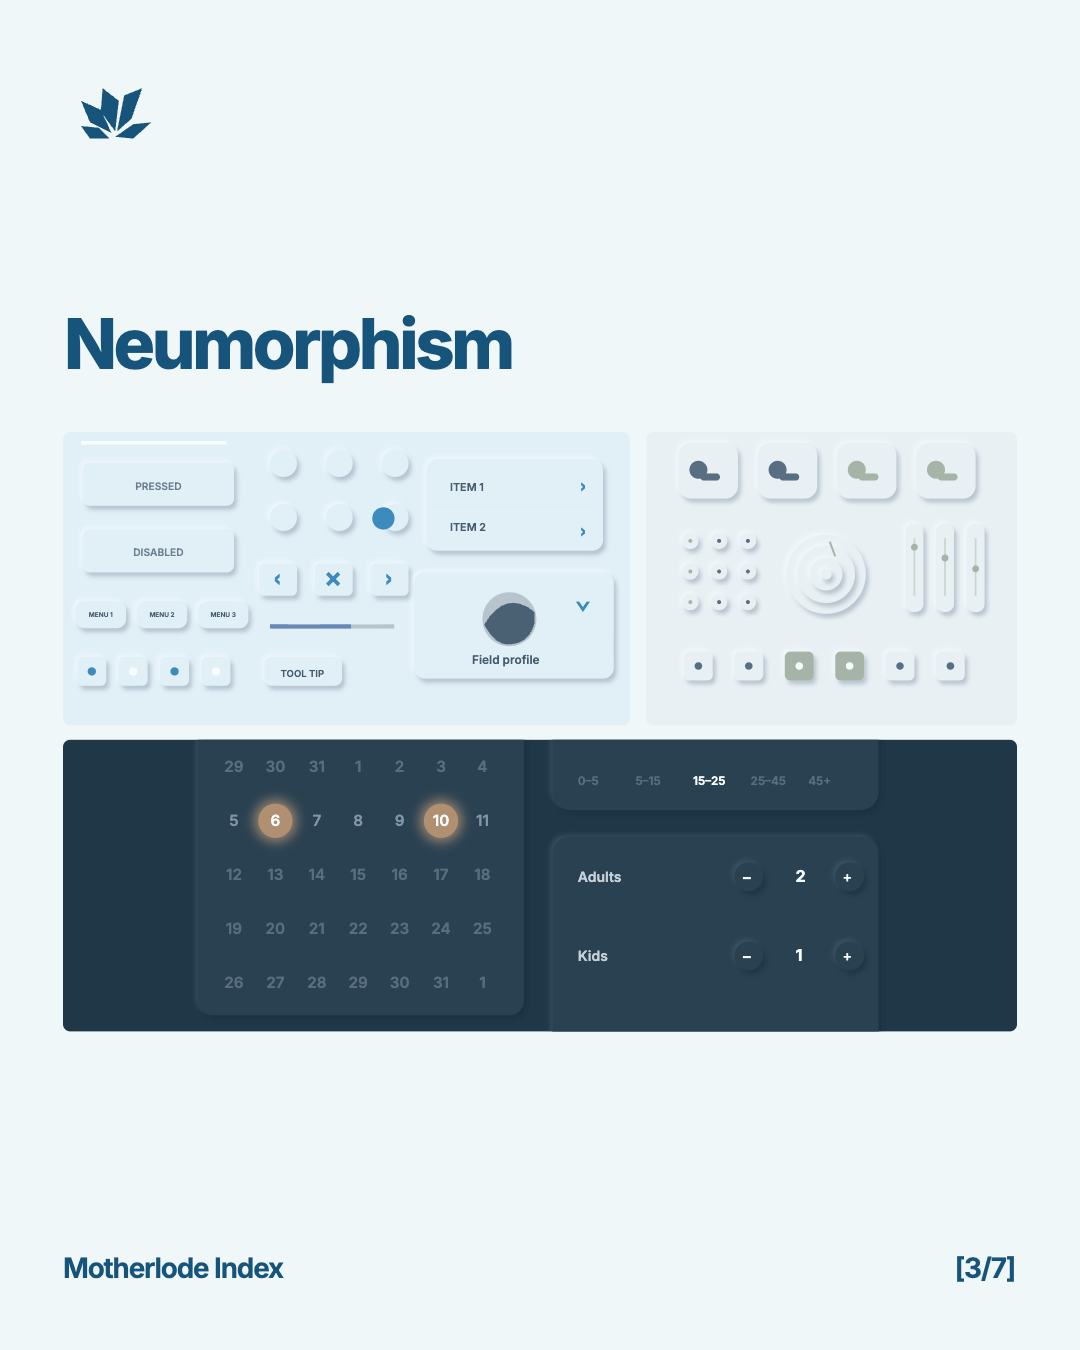 Neumorphism
PRESSED
DISABLED
MENU 1 MENU 2 MENU 3
TOOL TIP
ITEM 1
ITEM 2
Field profile
29 30 31 1 2 3 4
5 6 7 8 9 10 11
12 13 14 15 16 17 18
19 20 21 22 23 24 25
26 27 28 29 30 31 1
0–5 5–15 15–25 25–45 45+
Adults – 2 +
Kids – 1 +
Motherlode Index
[3/7]